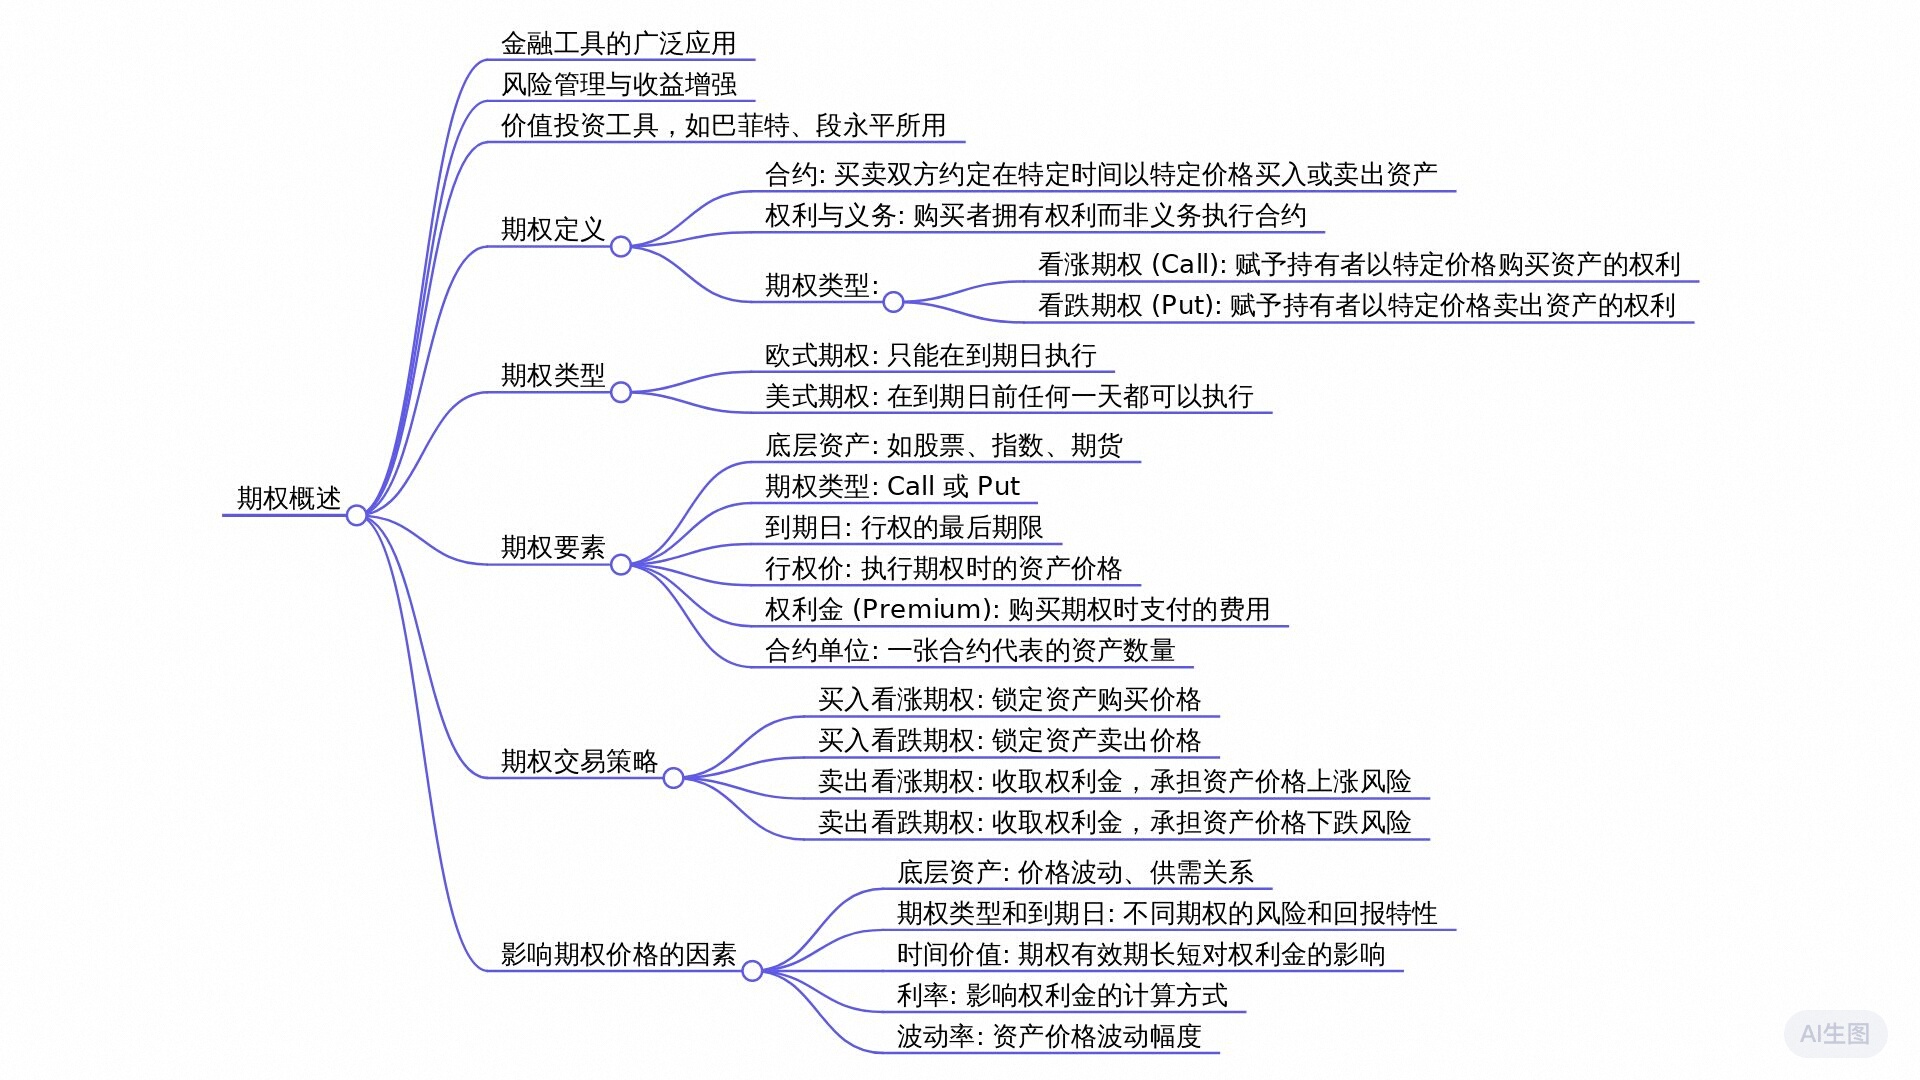 金融工具的广泛应用
风险管理与收益增强
价值投资工具，如巴菲特、段永平所用
合约: 买卖双方约定在特定时间以特定价格买入或卖出资产
权利与义务: 购买者拥有权利而非义务执行合约
期权定义
看涨期权 (Call): 赋予持有者以特定价格购买资产的权利
期权类型:
看跌期权 (Put): 赋予持有者以特定价格卖出资产的权利
欧式期权: 只能在到期日执行
期权类型
美式期权: 在到期日前任何一天都可以执行
底层资产: 如股票、指数、期货
期权类型: Call 或 Put
期权概述
到期日: 行权的最后期限
期权要素
行权价: 执行期权时的资产价格
权利金 (Premium): 购买期权时支付的费用
合约单位: 一张合约代表的资产数量
买入看涨期权: 锁定资产购买价格
买入看跌期权: 锁定资产卖出价格
期权交易策略
卖出看涨期权: 收取权利金，承担资产价格上涨风险
卖出看跌期权: 收取权利金，承担资产价格下跌风险
底层资产: 价格波动、供需关系
期权类型和到期日: 不同期权的风险和回报特性
影响期权价格的因素
时间价值: 期权有效期长短对权利金的影响
利率: 影响权利金的计算方式
波动率: 资产价格波动幅度
AI生图